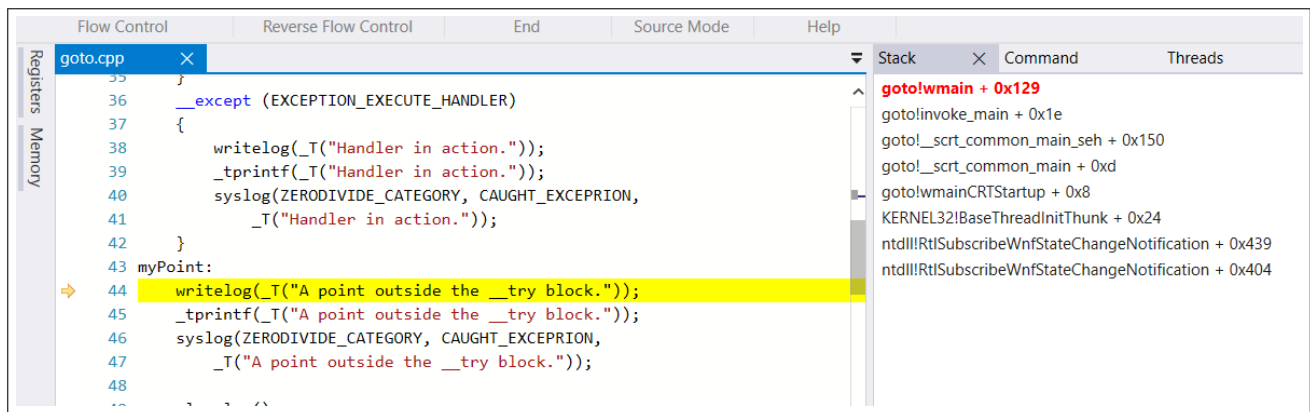 Flow Control Reverse Flow Control End Source Mode Help
Registers
Memory
goto.cpp
35 }
36 __except (EXCEPTION_EXECUTE_HANDLER)
37 {
38 writelog(_T("Handler in action."));
39 _tprintf(_T("Handler in action."));
40 syslog(ZERODIVIDE_CATEGORY, CAUGHT_EXCEPRION,
41 _T("Handler in action."));
42 }
43 myPoint:
44 writelog(_T("A point outside the __try block."));
45 _tprintf(_T("A point outside the __try block."));
46 syslog(ZERODIVIDE_CATEGORY, CAUGHT_EXCEPRION,
47 _T("A point outside the __try block."));
48
Stack Command Threads
goto!wmain + 0x129
goto!invoke_main + 0x1e
goto!__scrt_common_main_seh + 0x150
goto!__scrt_common_main + 0xd
goto!wmainCRTStartup + 0x8
KERNEL32!BaseThreadInitThunk + 0x24
ntdll!RtlSubscribeWnfStateChangeNotification + 0x439
ntdll!RtlSubscribeWnfStateChangeNotification + 0x404